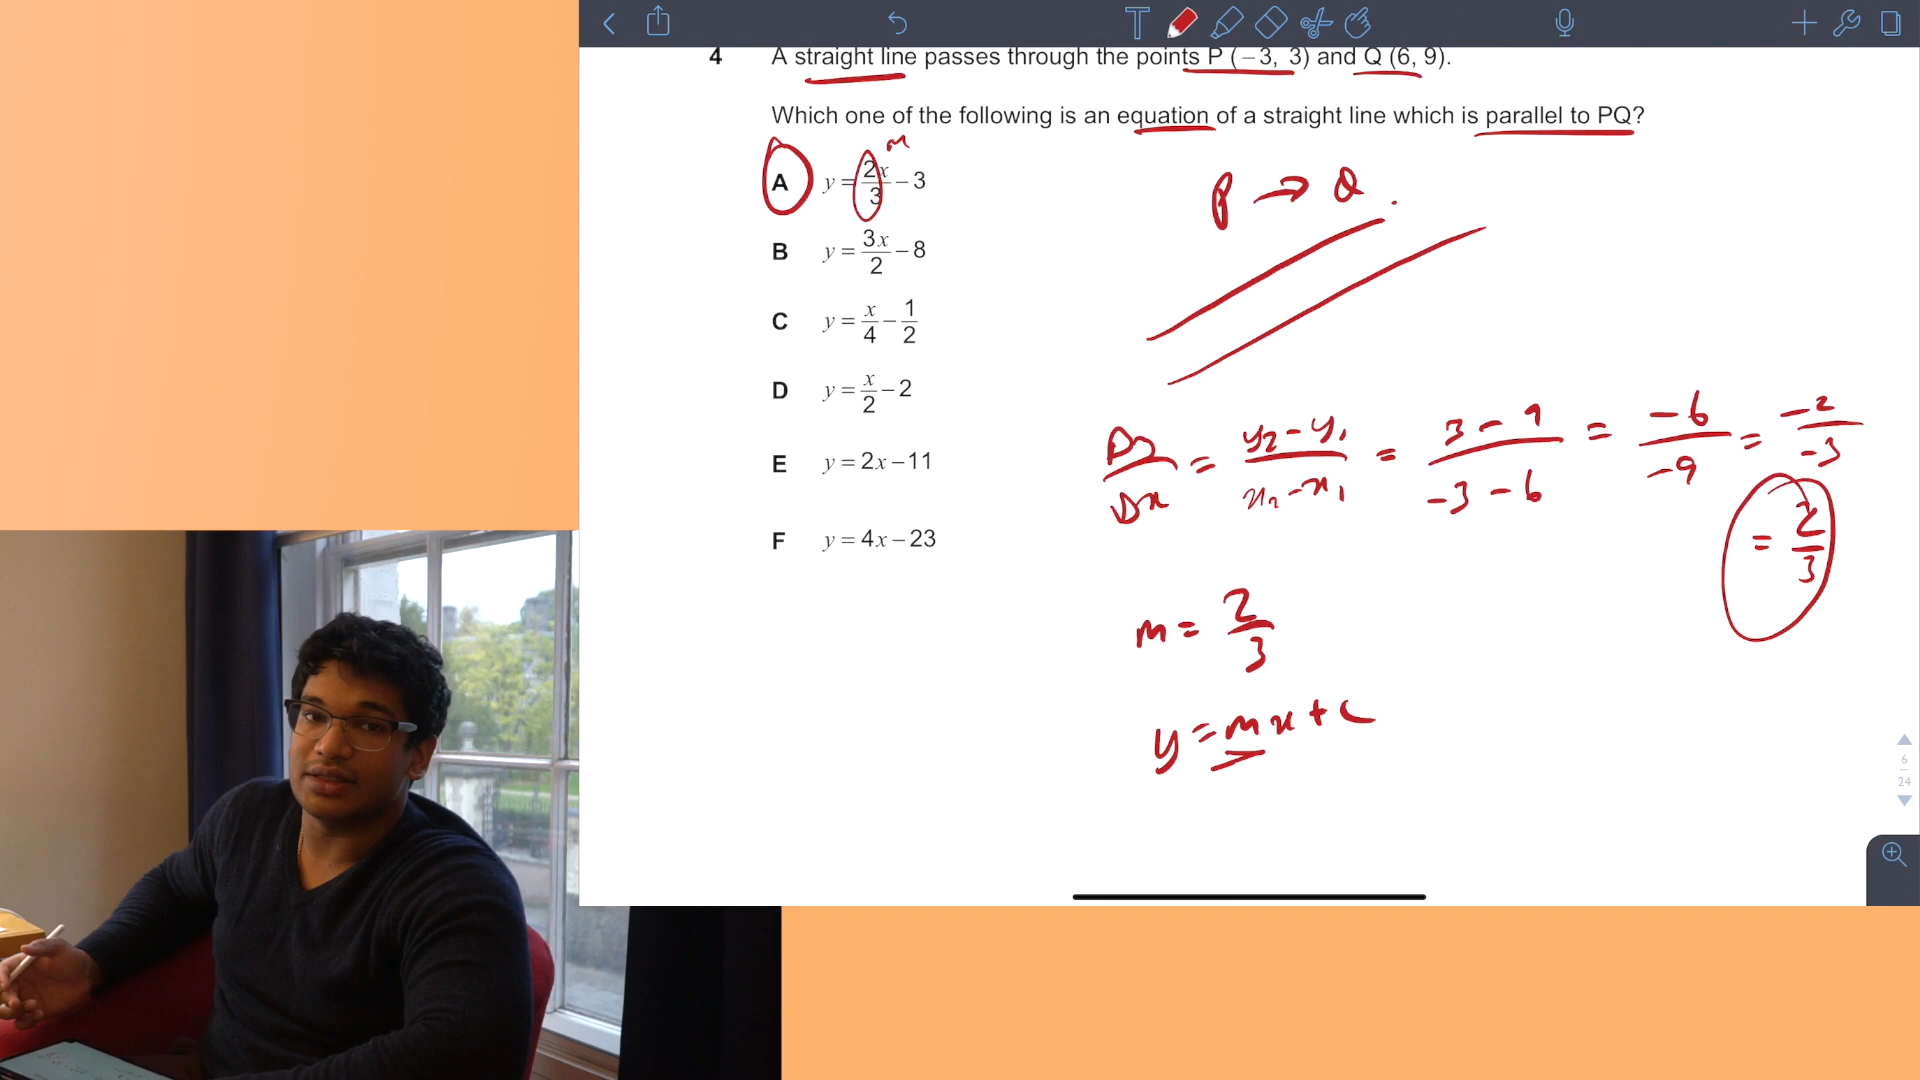 4 A straight line passes through the points P (−3, 3) and Q (6, 9).
Which one of the following is an equation of a straight line which is parallel to PQ?
m
A y = 2x/3 − 3
B y = 3x/2 − 8
C y = x/4 − 1/2
D y = x/2 − 2
E y = 2x − 11
F y = 4x − 23
P → Q
Δy/Δx = y₂ − y₁/x₂ − x₁ = 3 − 9/−3 − 6 = −6/−9 = −2/−3
= 2/3
m = 2/3
y = mx + c
6
24